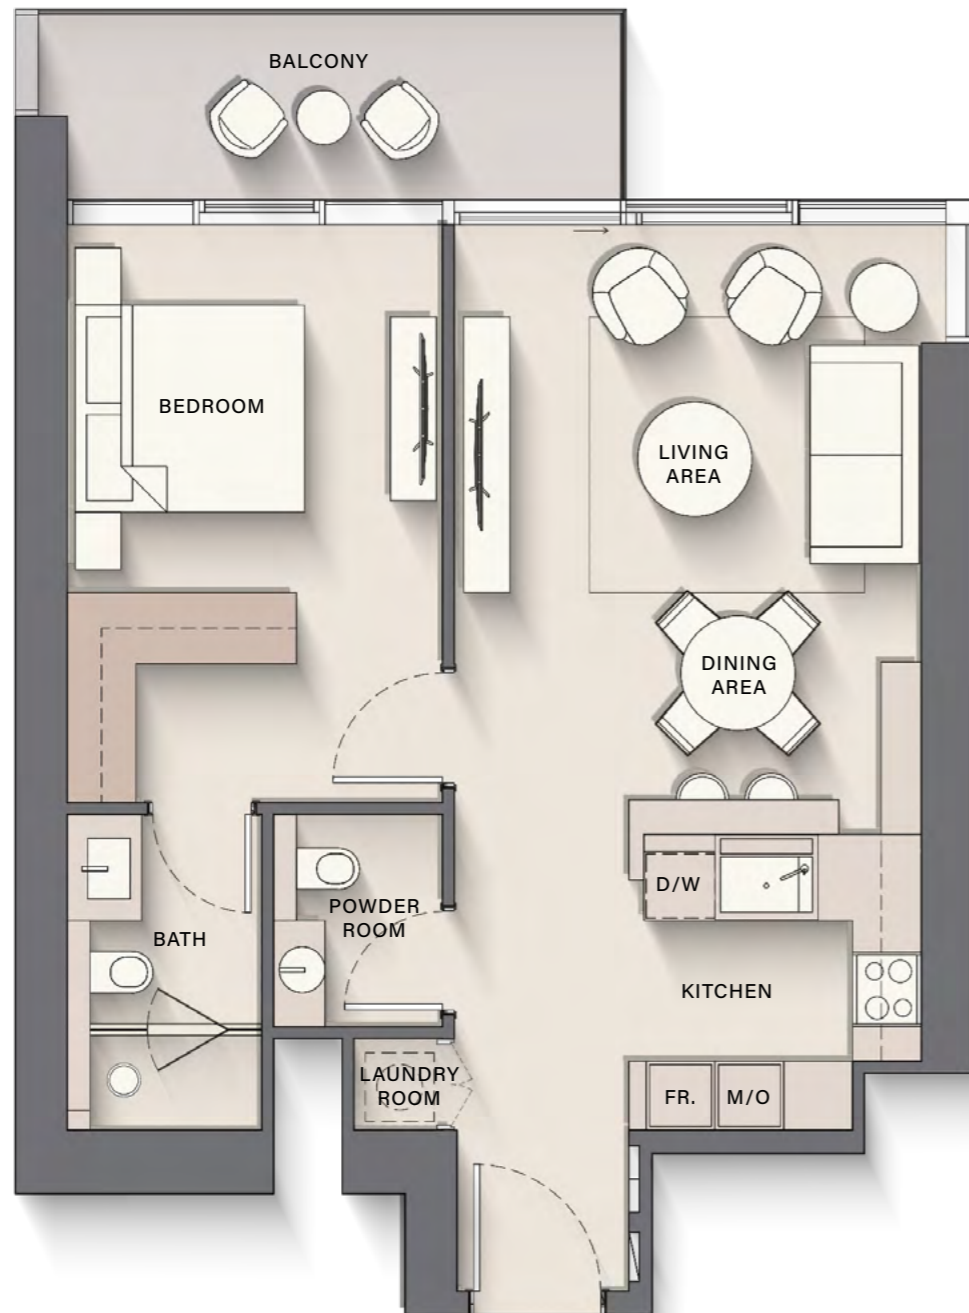 BALCONY
BEDROOM
LIVING
AREA
DINING
AREA
D/W
POWDER
ROOM
BATH
KITCHEN
LAUNDRY
ROOM
FR.
M/O